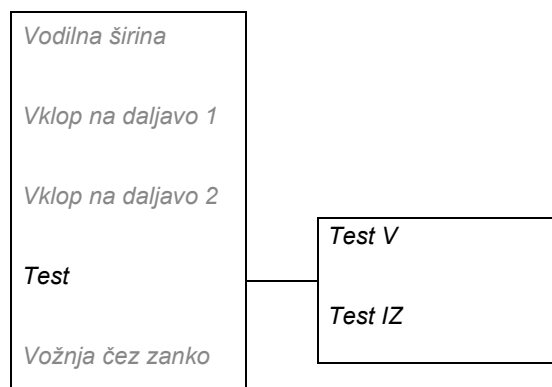 Vodilna širina
Vklop na daljavo 1
Vklop na daljavo 2
Test
Vožnja čez zanko
Test V
Test IZ